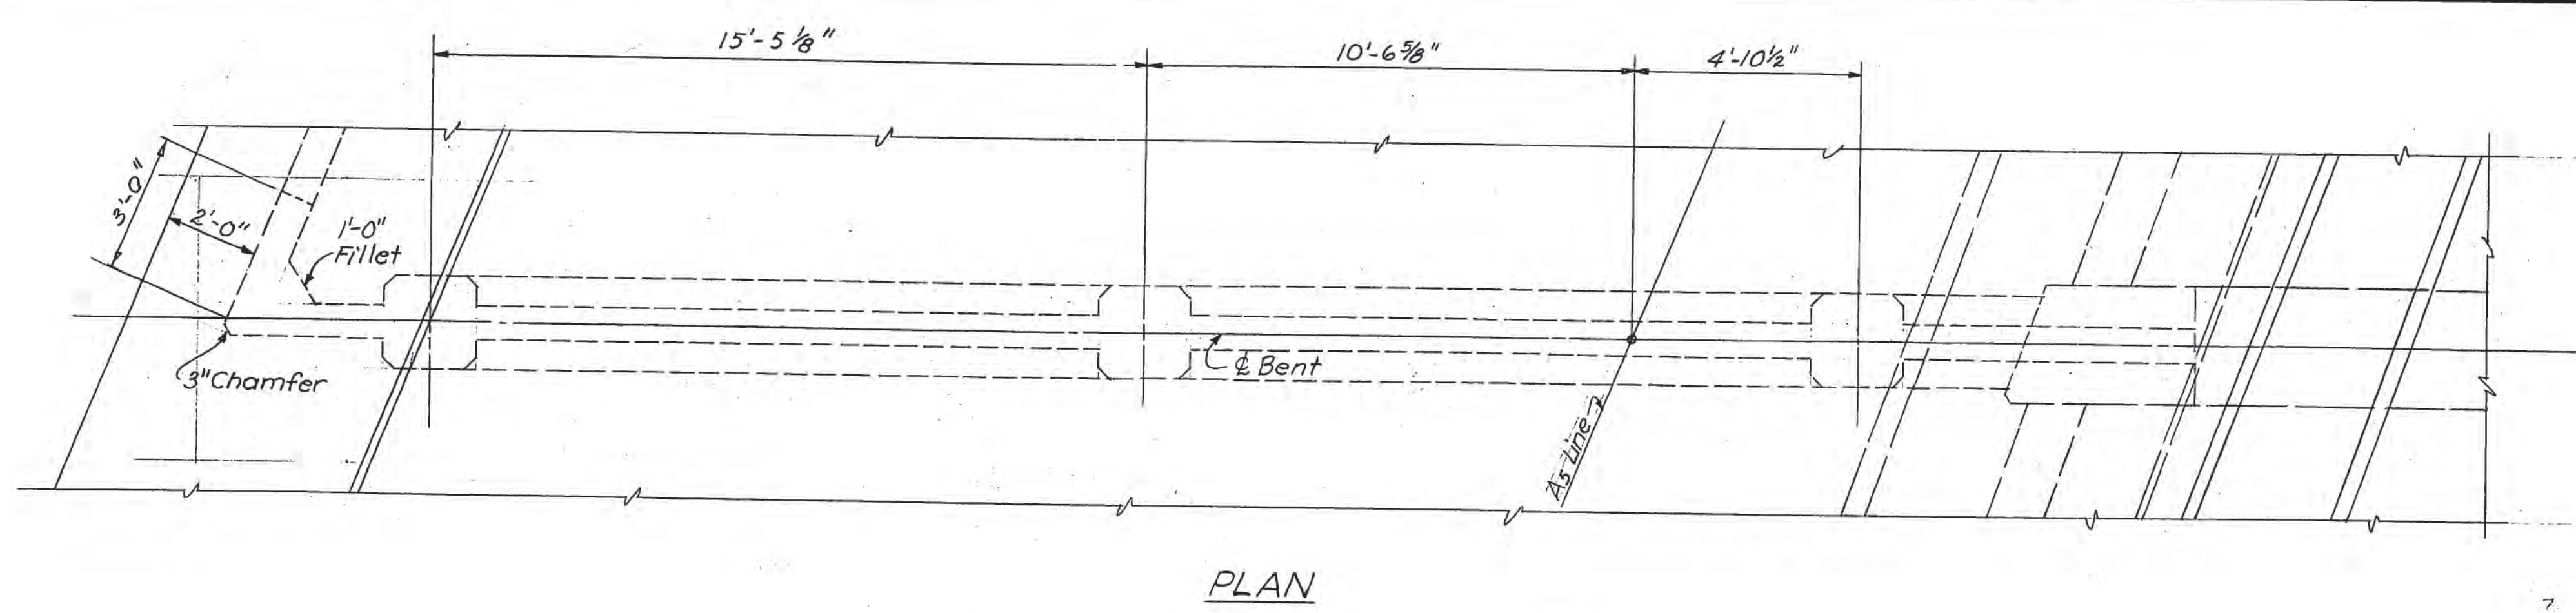 15'-5 1/8"
10'-6 5/8"
4'-10 1/2"
3'-0"
2'-0"
1'-0"
Fillet
3" Chamfer
℄ Bent
As Line
PLAN
7